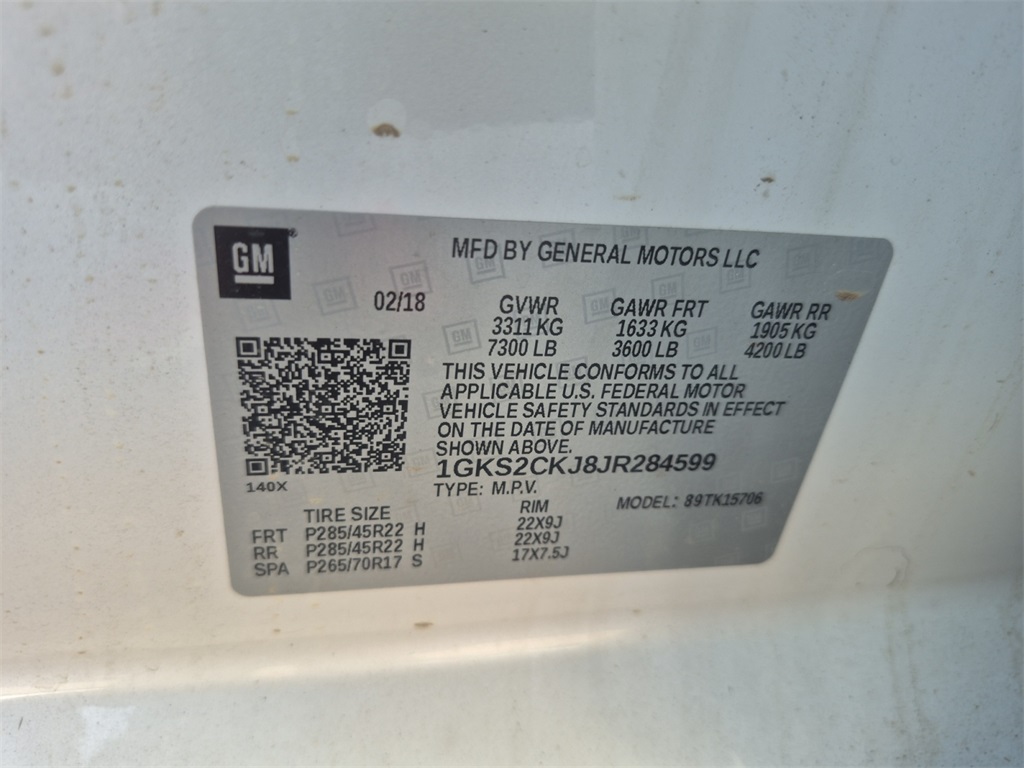 GM
MFD BY GENERAL MOTORS LLC
02/18
GVWR GAWR FRT GAWR RR
3311 KG 1633 KG 1905 KG
7300 LB 3600 LB 4200 LB
THIS VEHICLE CONFORMS TO ALL
APPLICABLE U.S. FEDERAL MOTOR
VEHICLE SAFETY STANDARDS IN EFFECT
ON THE DATE OF MANUFACTURE
SHOWN ABOVE.
1GKS2CKJ8JR284599
140X
TYPE: M.P.V. MODEL: 89TK15706
TIRE SIZE RIM
FRT P285/45R22 H 22X9J
RR P285/45R22 H 22X9J
SPA P265/70R17 S 17X7.5J